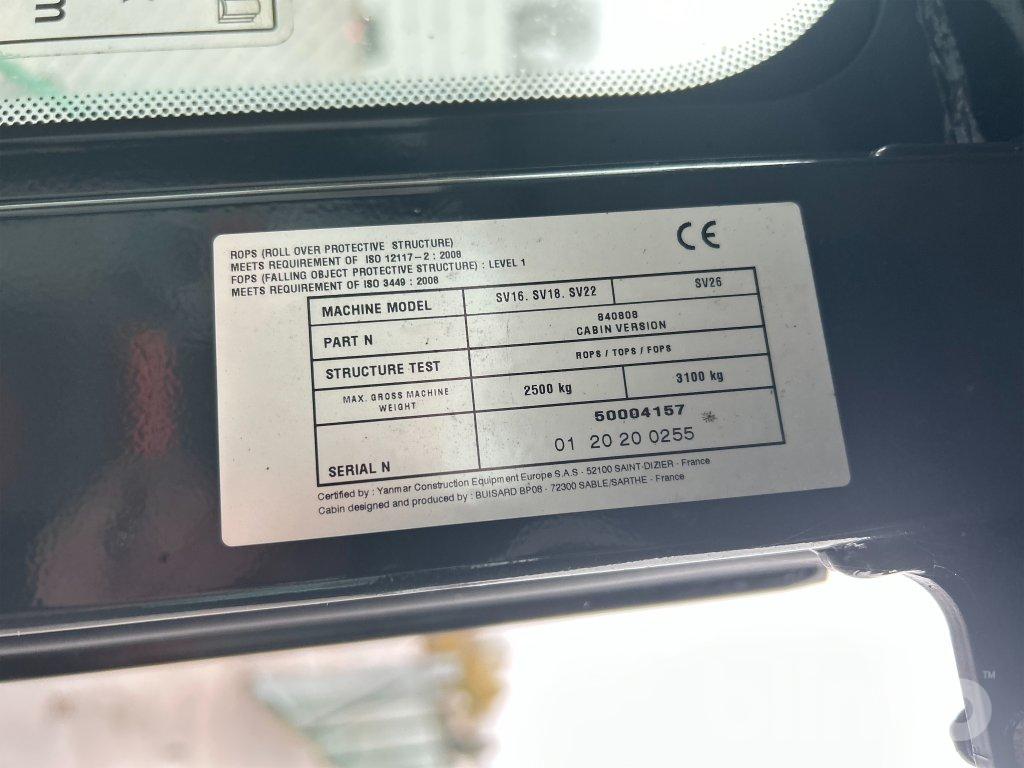 m
CE
ROPS (ROLL OVER PROTECTIVE STRUCTURE)
MEETS REQUIREMENT OF ISO 12117-2 : 2008
FOPS (FALLING OBJECT PROTECTIVE STRUCTURE) : LEVEL 1
MEETS REQUIREMENT OF ISO 3449 : 2008
MACHINE MODEL SV16. SV18. SV22 SV26
PART N 840808
CABIN VERSION
STRUCTURE TEST ROPS / TOPS / FOPS
MAX. GROSS MACHINE WEIGHT 2500 kg 3100 kg
SERIAL N 50004157
01 20 20 0255
Certified by : Yanmar Construction Equipment Europe S.A.S - 52100 SAINT-DIZIER - France
Cabin designed and produced by : BUISARD BP08 - 72300 SABLE/SARTHE - France